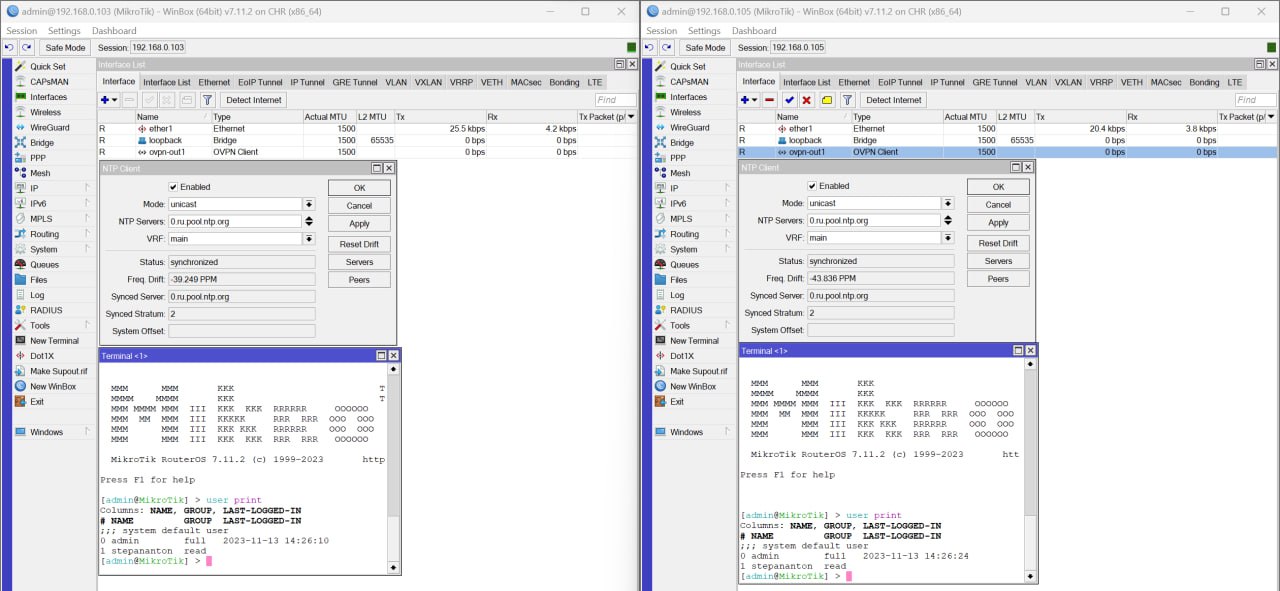 admin@192.168.0.103 (MikroTik) - WinBox (64bit) v7.11.2 on CHR (x86_64)
Session Settings Dashboard
Safe Mode Session: 192.168.0.103
Quick Set
CAPsMAN
Interfaces
Wireless
WireGuard
Bridge
PPP
Mesh
IP
IPv6
MPLS
Routing
System
Queues
Files
Log
RADIUS
Tools
New Terminal
Dot1X
Make Supout.rif
New WinBox
Exit
Windows
Interface List
Interface Interface List Ethernet EoIP Tunnel IP Tunnel GRE Tunnel VLAN VXLAN VRRP VETH MACsec Bonding LTE
Detect Internet Find
Name Type Actual MTU L2 MTU Tx Rx Tx Packet (p/
R ether1 Ethernet 1500 25.5 kbps 4.2 kbps
R loopback Bridge 1500 65535 0 bps 0 bps
R ovpn-out1 OVPN Client 1500 0 bps 0 bps
NTP Client
Enabled OK
Mode: unicast Cancel
NTP Servers: 0.ru.pool.ntp.org Apply
VRF: main Reset Drift
Status: synchronized Servers
Freq. Drift: -39.249 PPM Peers
Synced Server: 0.ru.pool.ntp.org
Synced Stratum: 2
System Offset:
Terminal <1>
MMM MMM KKK T
MMMM MMMM KKK T
MMM MMMM MMM III KKK KKK RRRRRR OOOOOO
MMM MM MMM III KKKKK RRR RRR OOO OOO
MMM MMM III KKK KKK RRRRRR OOO OOO
MMM MMM III KKK KKK RRR RRR OOOOOO
MikroTik RouterOS 7.11.2 (c) 1999-2023 http
Press F1 for help
[admin@MikroTik] > user print
Columns: NAME, GROUP, LAST-LOGGED-IN
# NAME GROUP LAST-LOGGED-IN
;;; system default user
0 admin full 2023-11-13 14:26:10
1 stepananton read
[admin@MikroTik] >
admin@192.168.0.105 (MikroTik) - WinBox (64bit) v7.11.2 on CHR (x86_64)
Session Settings Dashboard
Safe Mode Session: 192.168.0.105
Quick Set
CAPsMAN
Interfaces
Wireless
WireGuard
Bridge
PPP
Mesh
IP
IPv6
MPLS
Routing
System
Queues
Files
Log
RADIUS
Tools
New Terminal
Dot1X
Make Supout.rif
New WinBox
Exit
Windows
Interface List
Interface Interface List Ethernet EoIP Tunnel IP Tunnel GRE Tunnel VLAN VXLAN VRRP VETH MACsec Bonding LTE
Detect Internet Find
Name Type Actual MTU L2 MTU Tx Rx Tx Packet (p/
R ether1 Ethernet 1500 20.4 kbps 3.8 kbps
R loopback Bridge 1500 65535 0 bps 0 bps
R ovpn-out1 OVPN Client 1500 0 bps 0 bps
NTP Client
Enabled OK
Mode: unicast Cancel
NTP Servers: 0.ru.pool.ntp.org Apply
VRF: main Reset Drift
Status: synchronized Servers
Freq. Drift: -43.836 PPM Peers
Synced Server: 0.ru.pool.ntp.org
Synced Stratum: 2
System Offset:
Terminal <1>
MMM MMM KKK
MMMM MMMM KKK
MMM MMMM MMM III KKK KKK RRRRRR OOOOOO
MMM MM MMM III KKKKK RRR RRR OOO OOO
MMM MMM III KKK KKK RRRRRR OOO OOO
MMM MMM III KKK KKK RRR RRR OOOOOO
MikroTik RouterOS 7.11.2 (c) 1999-2023 htt
Press F1 for help
[admin@MikroTik] > user print
Columns: NAME, GROUP, LAST-LOGGED-IN
# NAME GROUP LAST-LOGGED-IN
;;; system default user
0 admin full 2023-11-13 14:26:24
1 stepananton read
[admin@MikroTik] >